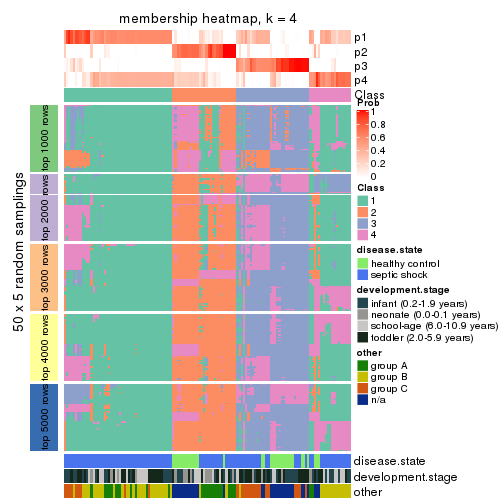 membership heatmap, k = 4
p1
p2
p3
p4
Class
50 x 5 random samplings
top 1000 rows
top 2000 rows
top 3000 rows
top 4000 rows
top 5000 rows
Prob
1
0.8
0.6
0.4
0.2
0
Class
1
2
3
4
disease.state
healthy control
septic shock
development.stage
infant (0.2-1.9 years)
neonate (0.0-0.1 years)
school-age (6.0-10.9 years)
toddler (2.0-5.9 years)
other
group A
group B
group C
n/a
disease.state
development.stage
other